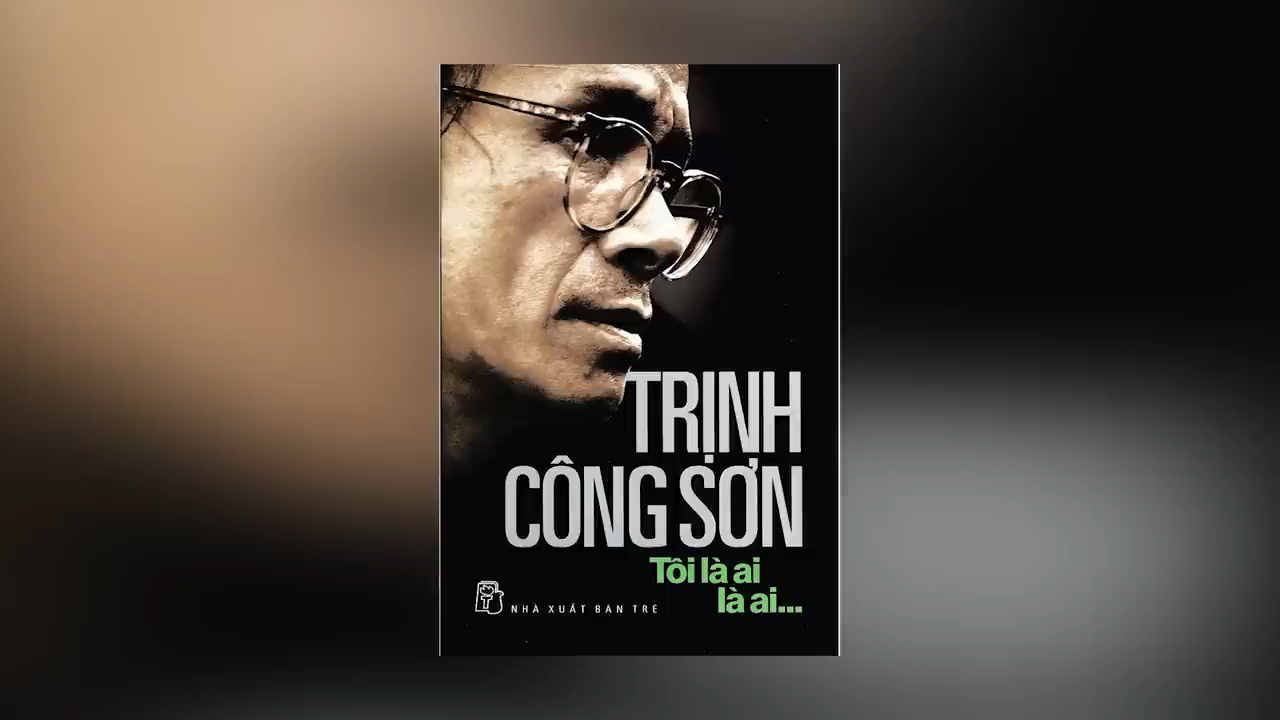 TRỊNH
CÔNG SƠN
Tôi là ai
là ai...
NHÀ XUẤT BẢN TRẺ